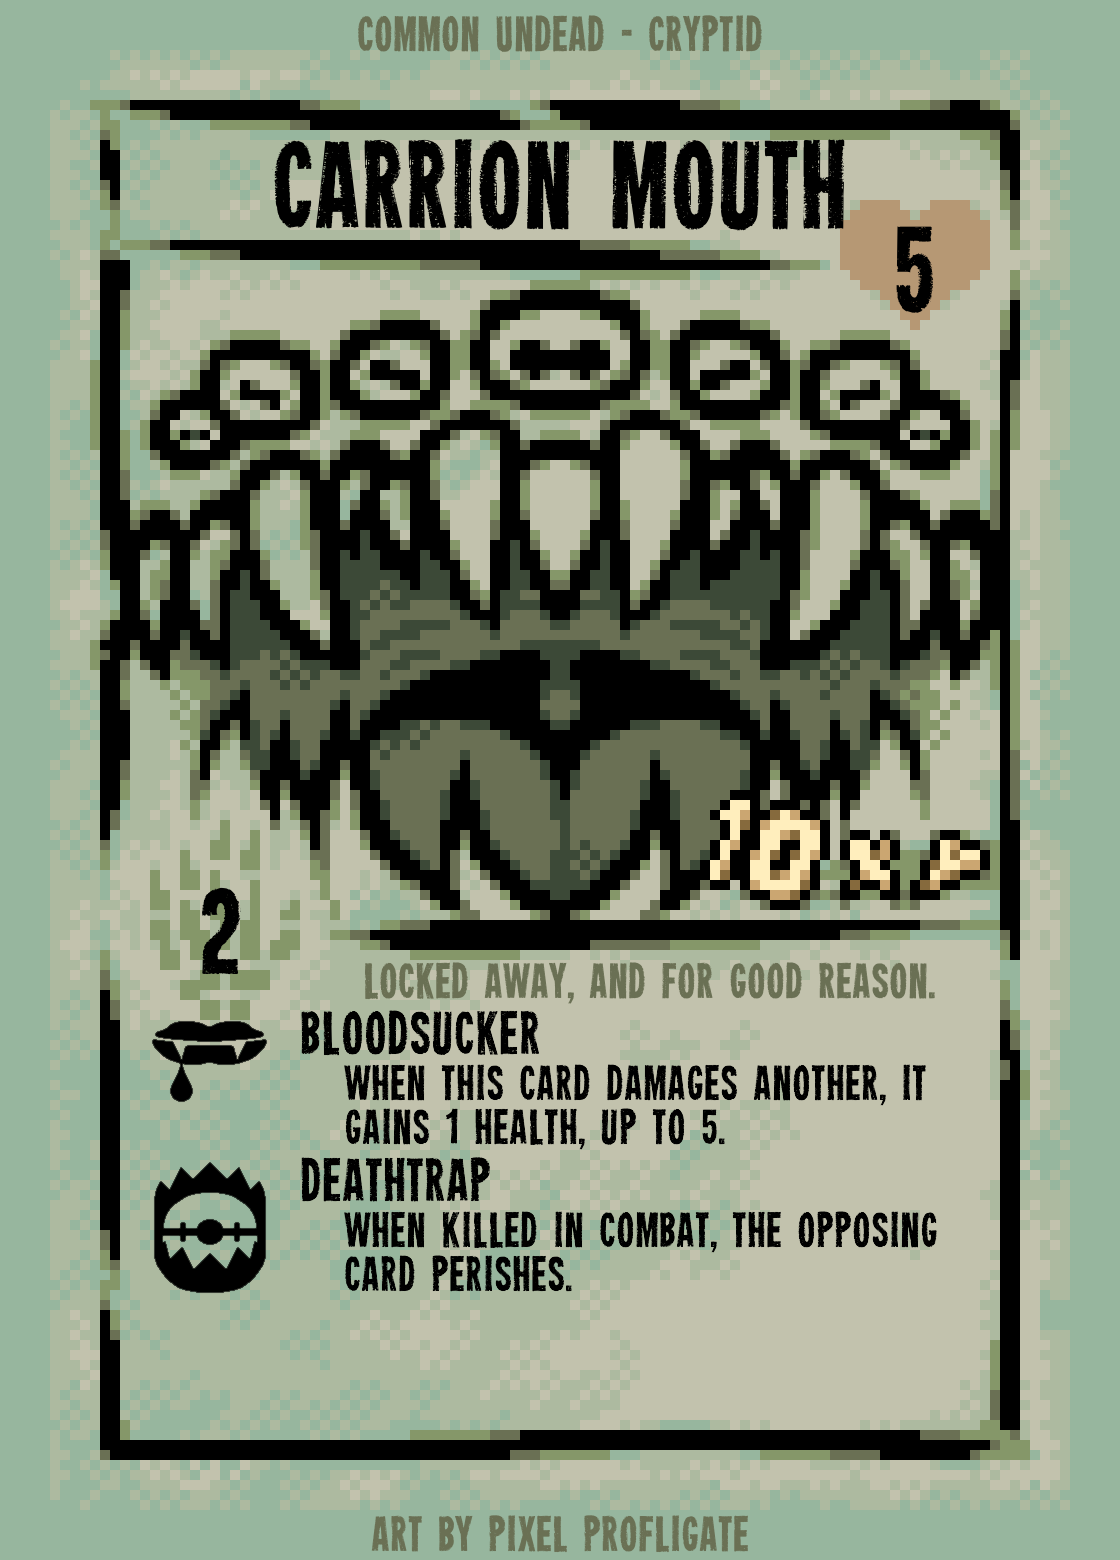 COMMON UNDEAD - CRYPTID
CARRION MOUTH
5
10XP
2
LOCKED AWAY, AND FOR GOOD REASON.
BLOODSUCKER
WHEN THIS CARD DAMAGES ANOTHER, IT
GAINS 1 HEALTH, UP TO 5.
DEATHTRAP
WHEN KILLED IN COMBAT, THE OPPOSING
CARD PERISHES.
ART BY PIXEL PROFLIGATE